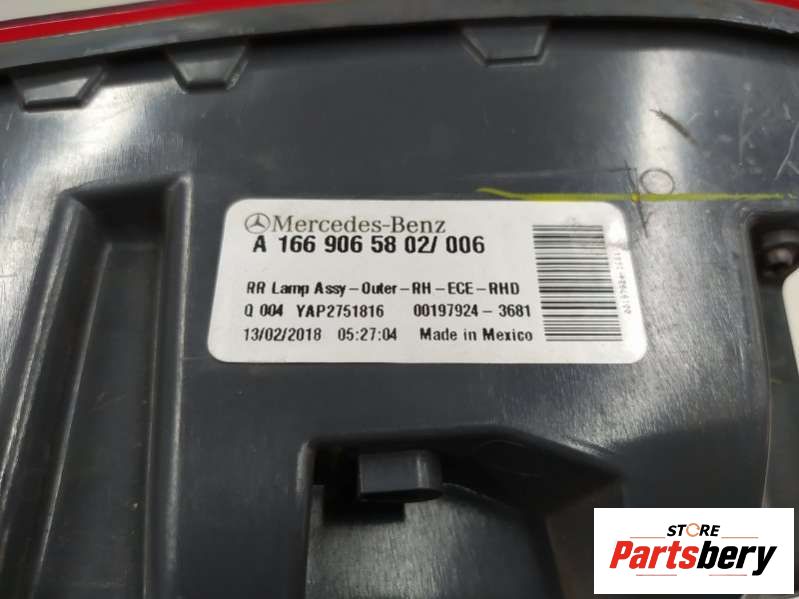 Mercedes-Benz
A 166 906 58 02/ 006
RR Lamp Assy-Outer-RH-ECE-RHD
Q 004 YAP2751816 00197924-3681
13/02/2018 05:27:04 Made in Mexico
STORE
Partsbery